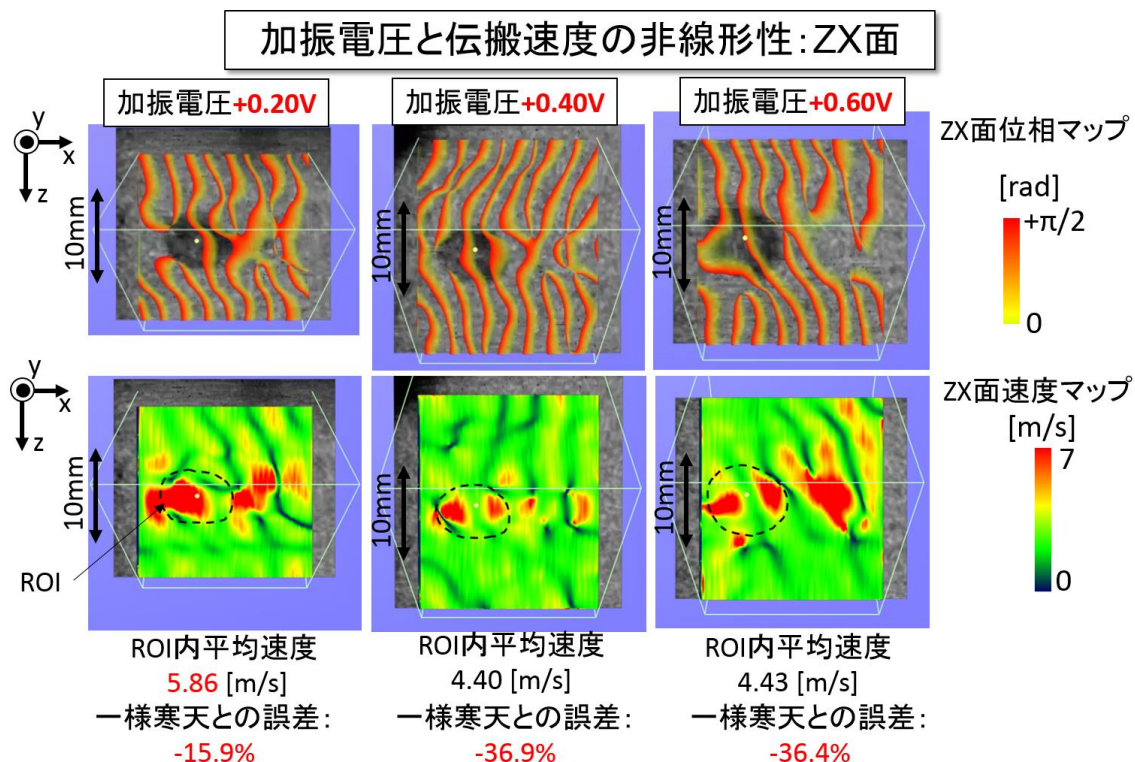 加振電圧と伝搬速度の非線形性:ZX面
加振電圧+0.20V
加振電圧+0.40V
加振電圧+0.60V
y
x
z
10mm
10mm
10mm
ZX面位相マップ
[rad]
+π/2
0
y
x
z
10mm
10mm
10mm
ROI
ZX面速度マップ
[m/s]
7
0
ROI内平均速度
5.86 [m/s]
一様寒天との誤差:
-15.9%
ROI内平均速度
4.40 [m/s]
一様寒天との誤差:
-36.9%
ROI内平均速度
4.43 [m/s]
一様寒天との誤差:
-36.4%